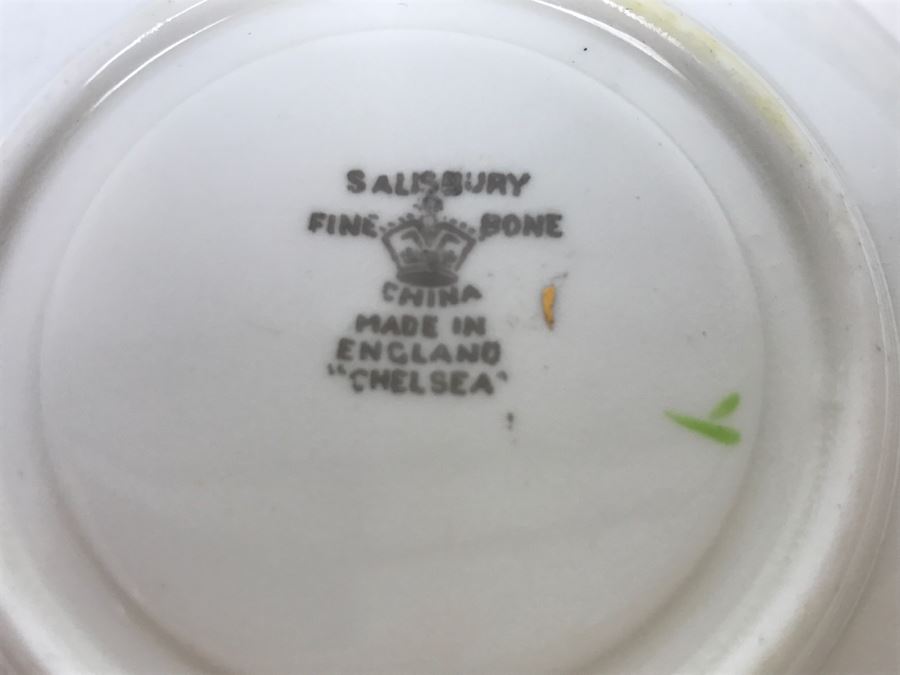 SALISBURY
FINE BONE
CHINA
MADE IN
ENGLAND
"CHELSEA"